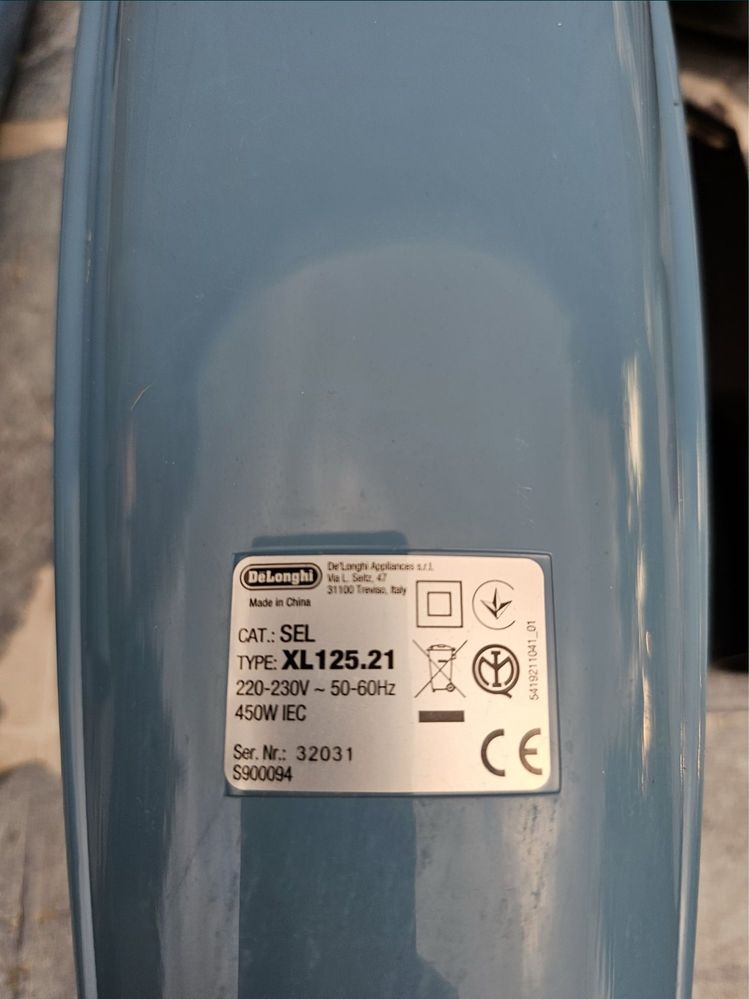 DeLonghi
De'Longhi Appliances s.r.l.
Via L. Seitz, 47
31100 Treviso, Italy
Made in China
CAT.: SEL
TYPE: XL125.21
220-230V ~ 50-60Hz
450W IEC
Ser. Nr.: 32031
S900094
5419211041_01
CE